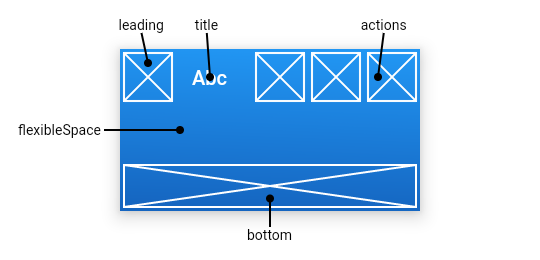 leading title actions
Abc
flexibleSpace
bottom